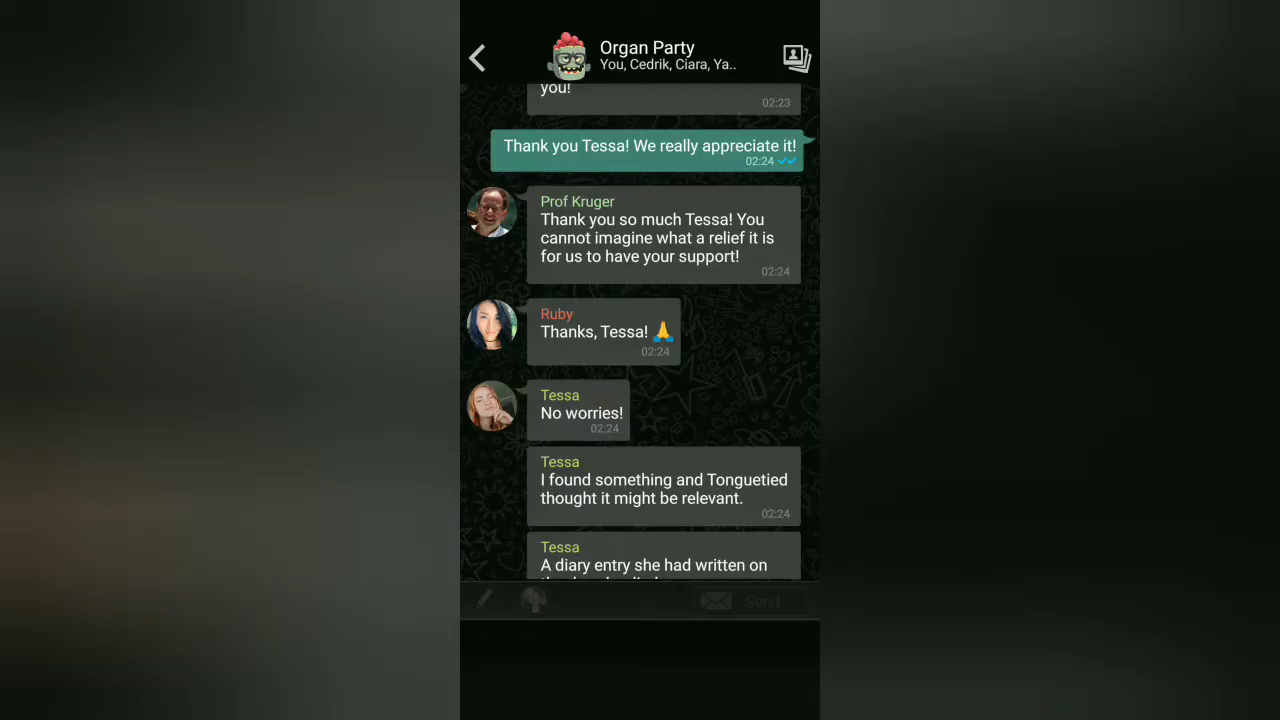 Organ Party
You, Cedrik, Ciara, Ya..
you!
02:23
Thank you Tessa! We really appreciate it!
02:24
Prof Kruger
Thank you so much Tessa! You
cannot imagine what a relief it is
for us to have your support!
02:24
Ruby
Thanks, Tessa! 🙏
02:24
Tessa
No worries!
02:24
Tessa
I found something and Tonguetied
thought it might be relevant.
02:24
Tessa
A diary entry she had written on
Send